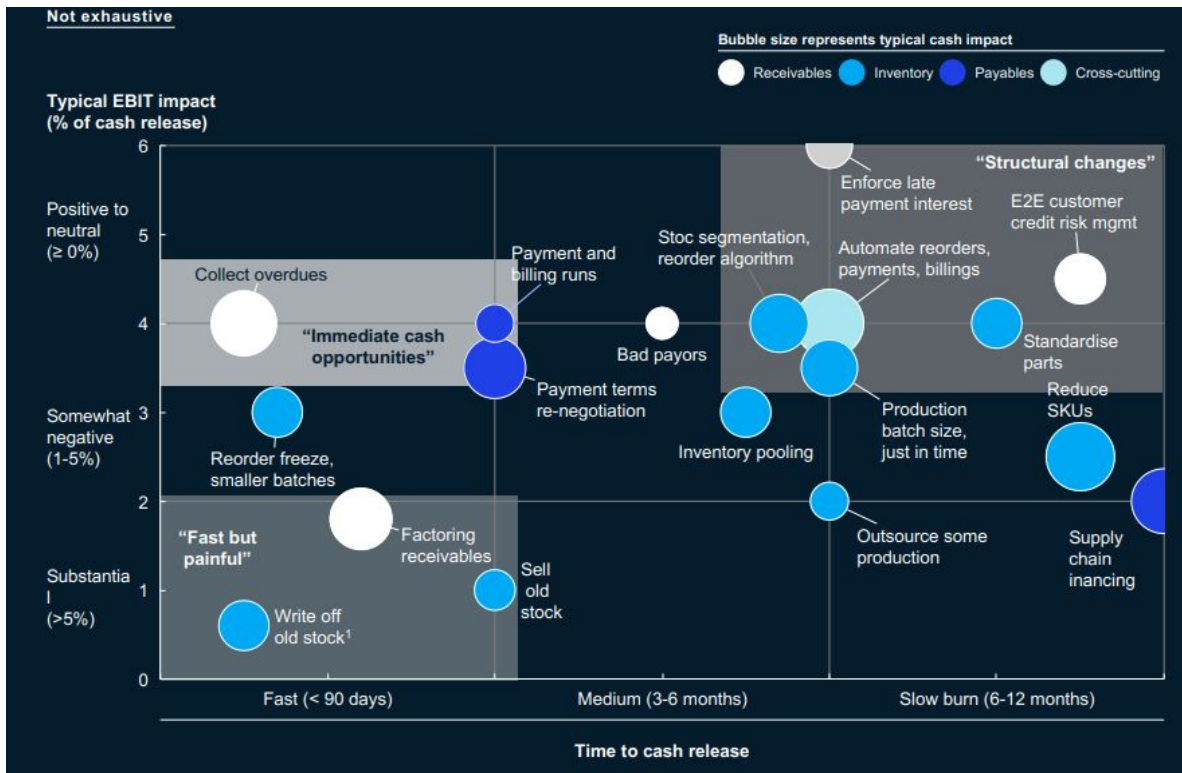 Not exhaustive
Bubble size represents typical cash impact
Receivables
Inventory
Payables
Cross-cutting
Typical EBIT impact
(% of cash release)
6
5
4
3
2
1
0
Positive to
neutral
(≥ 0%)
Somewhat
negative
(1-5%)
Substantia
l
(>5%)
"Structural changes"
Enforce late
payment interest
E2E customer
credit risk mgmt
Stoc segmentation,
reorder algorithm
Automate reorders,
payments, billings
Payment and
billing runs
Collect overdues
"Immediate cash
opportunities"
Bad payors
Standardise
parts
Payment terms
re-negotiation
Reduce
SKUs
Production
batch size,
just in time
Inventory pooling
Reorder freeze,
smaller batches
"Fast but
painful"
Factoring
receivables
Outsource some
production
Supply
chain
inancing
Sell
old
stock
Write off
old stock¹
Fast (< 90 days)
Medium (3-6 months)
Slow burn (6-12 months)
Time to cash release